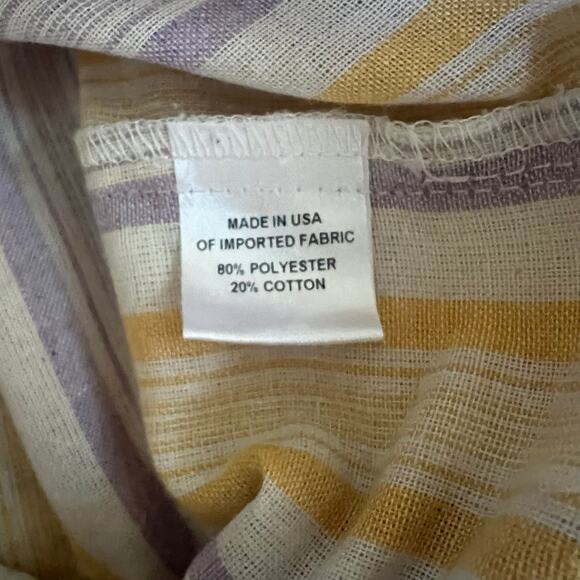 MADE IN USA
OF IMPORTED FABRIC
80% POLYESTER
20% COTTON